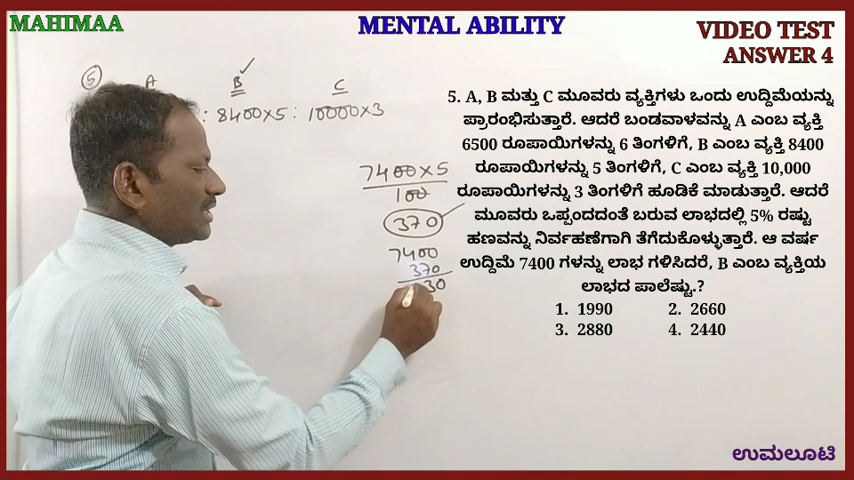 MAHIMAA
MENTAL ABILITY
VIDEO TEST
ANSWER 4
5 A B C
: 8400×5 : 10000×3
7400×5
100
370
7400
370
30
5. A, B ಮತ್ತು C ಮೂವರು ವ್ಯಕ್ತಿಗಳು ಒಂದು ಉದ್ದಿಮೆಯನ್ನು
ಪ್ರಾರಂಭಿಸುತ್ತಾರೆ. ಆದರೆ ಬಂಡವಾಳವನ್ನು A ಎಂಬ ವ್ಯಕ್ತಿ
6500 ರೂಪಾಯಿಗಳನ್ನು 6 ತಿಂಗಳಿಗೆ, B ಎಂಬ ವ್ಯಕ್ತಿ 8400
ರೂಪಾಯಿಗಳನ್ನು 5 ತಿಂಗಳಿಗೆ, C ಎಂಬ ವ್ಯಕ್ತಿ 10,000
ರೂಪಾಯಿಗಳನ್ನು 3 ತಿಂಗಳಿಗೆ ಹೂಡಿಕೆ ಮಾಡುತ್ತಾರೆ. ಆದರೆ
ಮೂವರು ಒಪ್ಪಂದದಂತೆ ಬರುವ ಲಾಭದಲ್ಲಿ 5% ರಷ್ಟು
ಹಣವನ್ನು ನಿರ್ವಹಣೆಗಾಗಿ ತೆಗೆದುಕೊಳ್ಳುತ್ತಾರೆ. ಆ ವರ್ಷ
ಉದ್ದಿಮೆ 7400 ಗಳನ್ನು ಲಾಭ ಗಳಿಸಿದರೆ, B ಎಂಬ ವ್ಯಕ್ತಿಯ
ಲಾಭದ ಪಾಲೆಷ್ಟು.?
1. 1990 2. 2660
3. 2880 4. 2440
ಉಮಲೂಟಿ